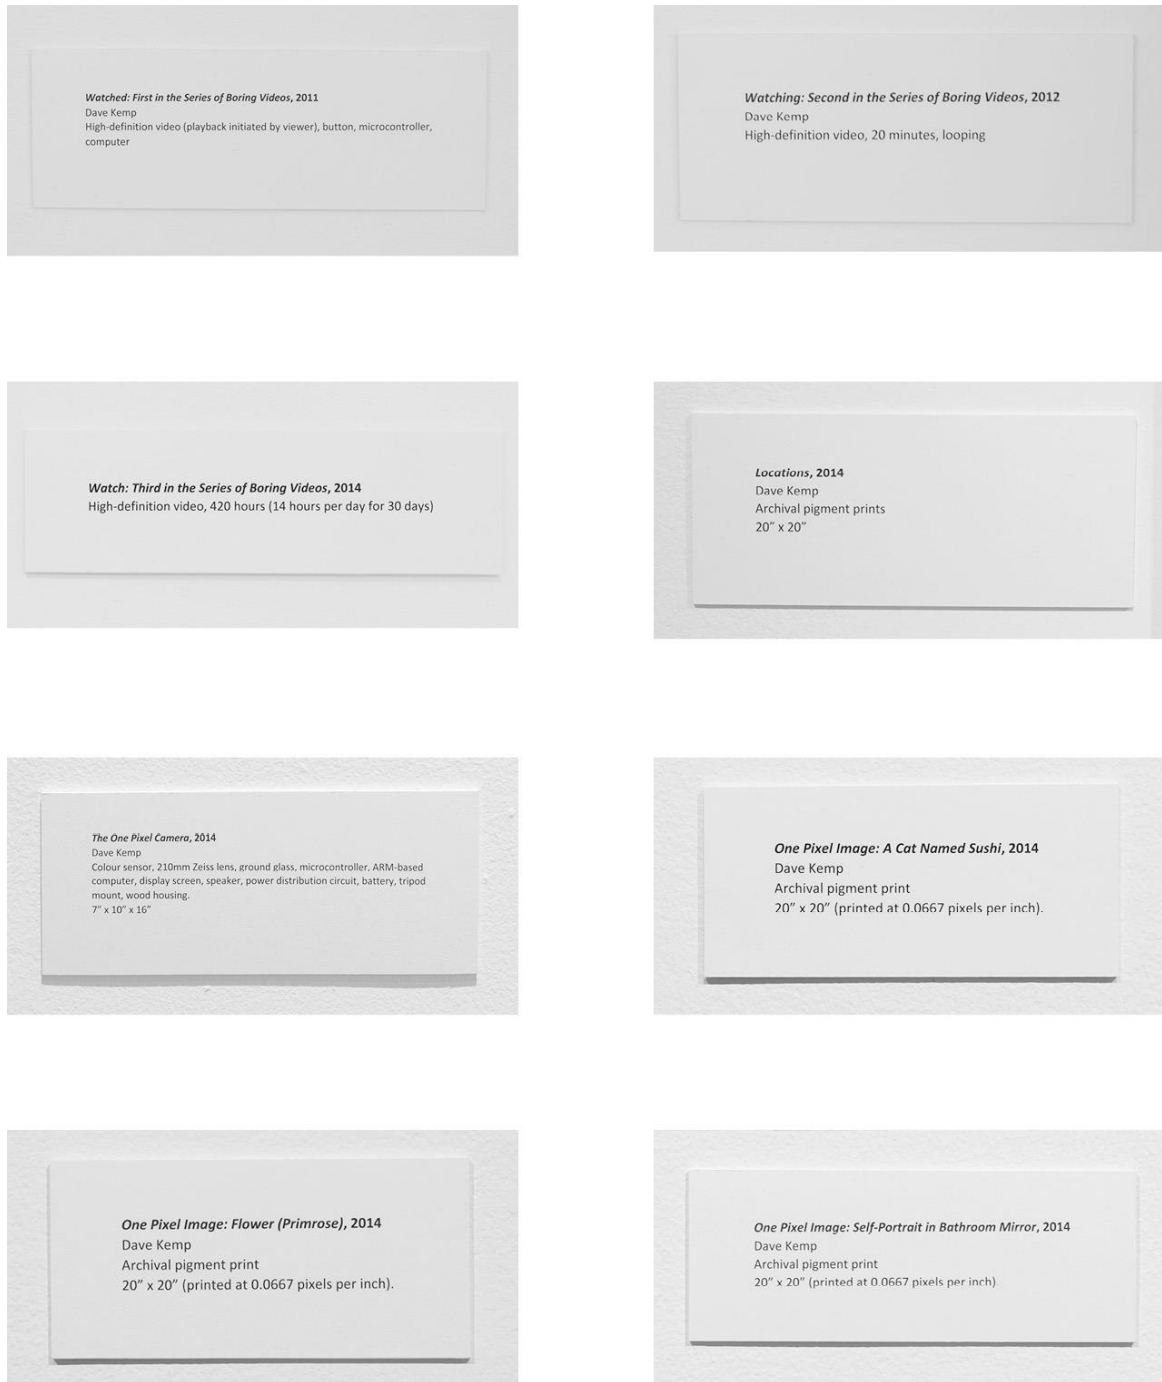 Watched: First in the Series of Boring Videos, 2011
Dave Kemp
High-definition video (playback initiated by viewer), button, microcontroller,
computer
Watching: Second in the Series of Boring Videos, 2012
Dave Kemp
High-definition video, 20 minutes, looping
Watch: Third in the Series of Boring Videos, 2014
High-definition video, 420 hours (14 hours per day for 30 days)
Locations, 2014
Dave Kemp
Archival pigment prints
20” x 20”
The One Pixel Camera, 2014
Dave Kemp
Colour sensor, 210mm Zeiss lens, ground glass, microcontroller, ARM-based
computer, display screen, speaker, power distribution circuit, battery, tripod
mount, wood housing.
7” x 10” x 16”
One Pixel Image: A Cat Named Sushi, 2014
Dave Kemp
Archival pigment print
20” x 20” (printed at 0.0667 pixels per inch).
One Pixel Image: Flower (Primrose), 2014
Dave Kemp
Archival pigment print
20” x 20” (printed at 0.0667 pixels per inch).
One Pixel Image: Self-Portrait in Bathroom Mirror, 2014
Dave Kemp
Archival pigment print
20” x 20” (printed at 0.0667 pixels per inch).